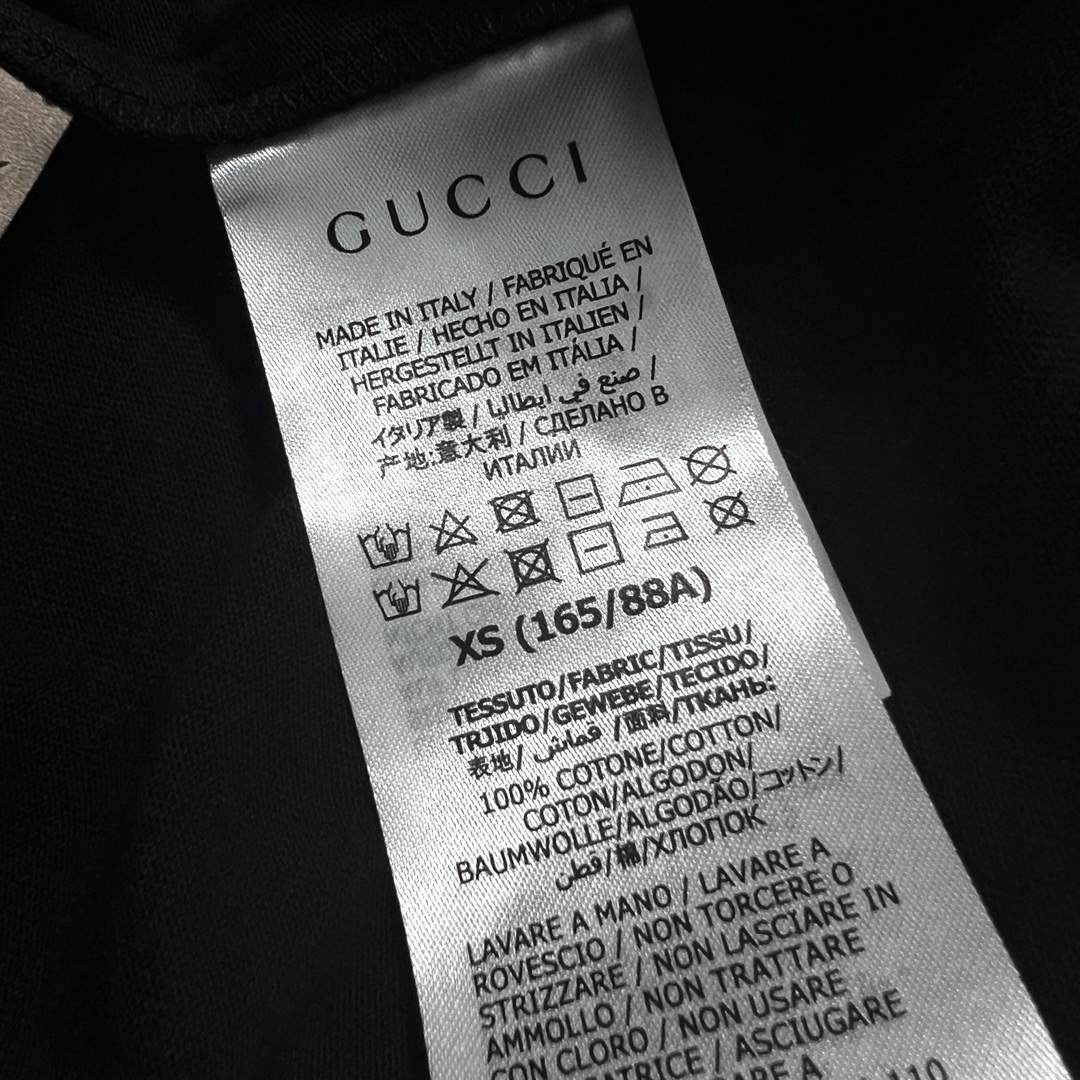 GUCCI
MADE IN ITALY / FABRIQUÉ EN
ITALIE / HECHO EN ITALIA /
HERGESTELLT IN ITALIEN /
FABRICADO EM ITÁLIA /
صنع في ايطاليا /
イタリア製 /
产地:意大利 / СДЕЛАНО В
ИТАЛИИ
XS (165/88A)
TESSUTO/FABRIC/TISSU/
TRJIDO/GEWEBE/TECIDO/
表地/ قماش /面料/ТКАНЬ:
100% COTONE/COTTON/
COTON/ALGODON/
BAUMWOLLE/ALGODÃO/コットン/
قطن/棉/ХЛОПОК
LAVARE A MANO / LAVARE A
ROVESCIO / NON TORCERE O
STRIZZARE / NON LASCIARE IN
AMMOLLO / NON TRATTARE
CON CLORO / NON USARE
ATRICE / ASCIUGARE
110